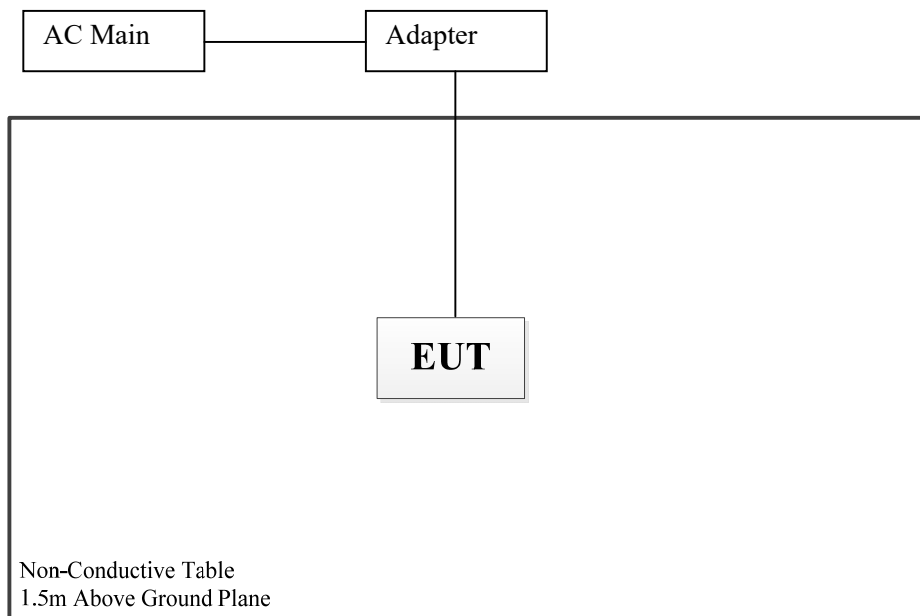 AC Main
Adapter
EUT
Non-Conductive Table
1.5m Above Ground Plane